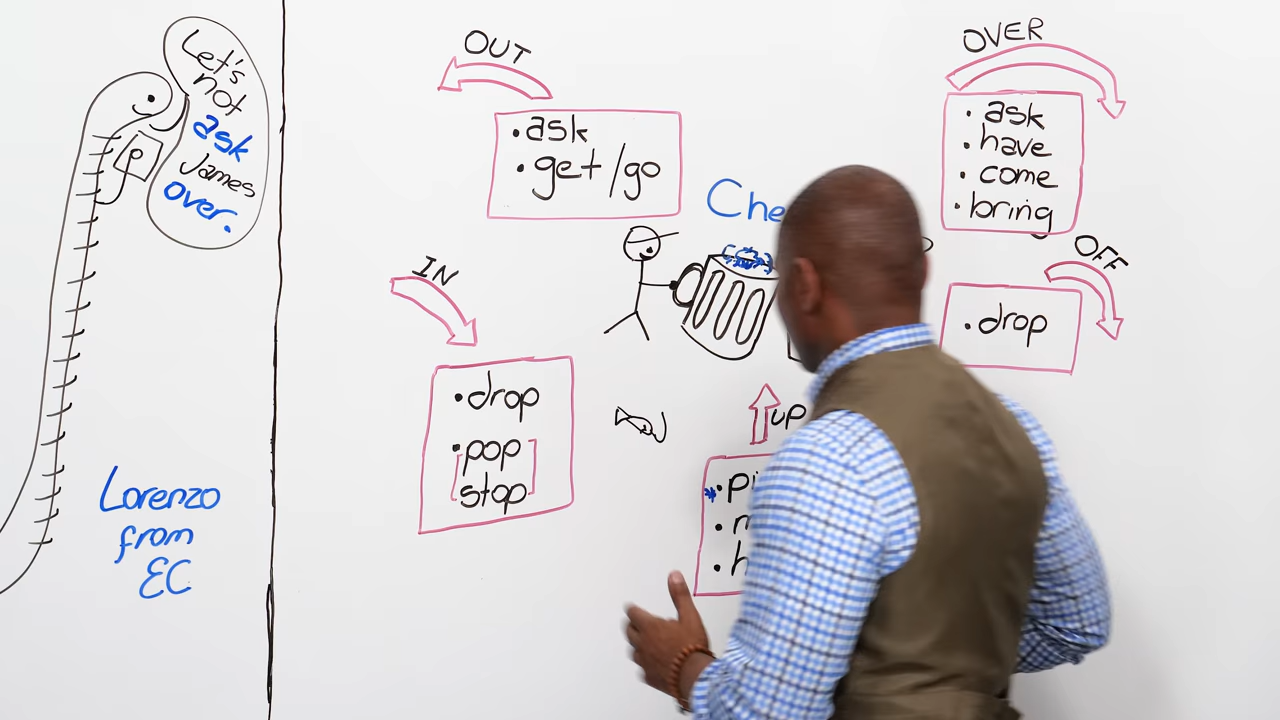 Let's
not
ask
James
over.
P
Lorenzo
from
EC
OUT
• ask
• get/go
IN
• drop
• pop
stop
UP
OVER
• ask
• have
• come
• bring
OFF
• drop